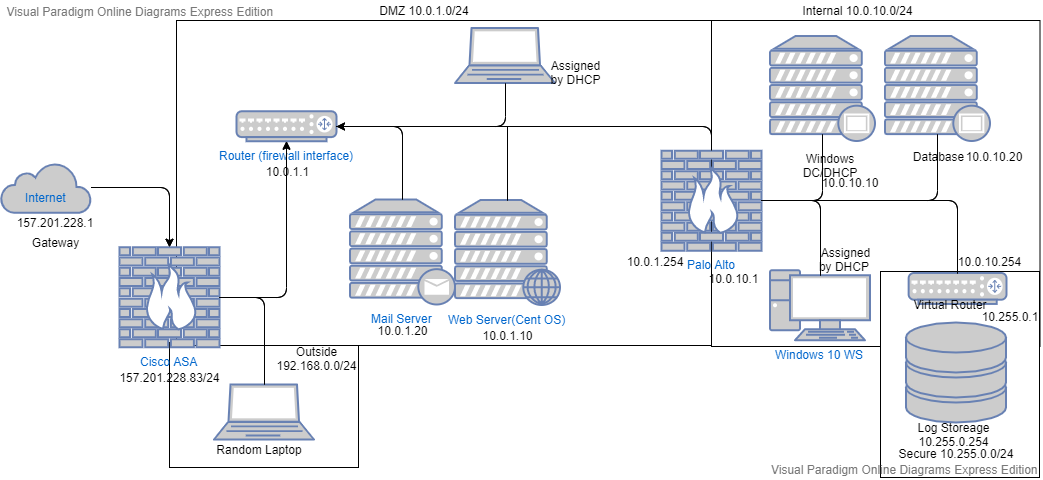 Visual Paradigm Online Diagrams Express Edition
DMZ 10.0.1.0/24
Internal 10.0.10.0/24
Assigned
by DHCP
Router (firewall interface)
10.0.1.1
Windows
DC/DHCP
10.0.10.10
Database 10.0.10.20
Internet
157.201.228.1
Gateway
10.0.1.254
Palo Alto
10.0.10.1
Assigned
by DHCP
10.0.10.254
Virtual Router
10.255.0.1
Mail Server
10.0.1.20
Web Server(Cent OS)
10.0.1.10
Cisco ASA
157.201.228.83/24
Outside
192.168.0.0/24
Windows 10 WS
Random Laptop
Log Storeage
10.255.0.254
Secure 10.255.0.0/24
Visual Paradigm Online Diagrams Express Edition